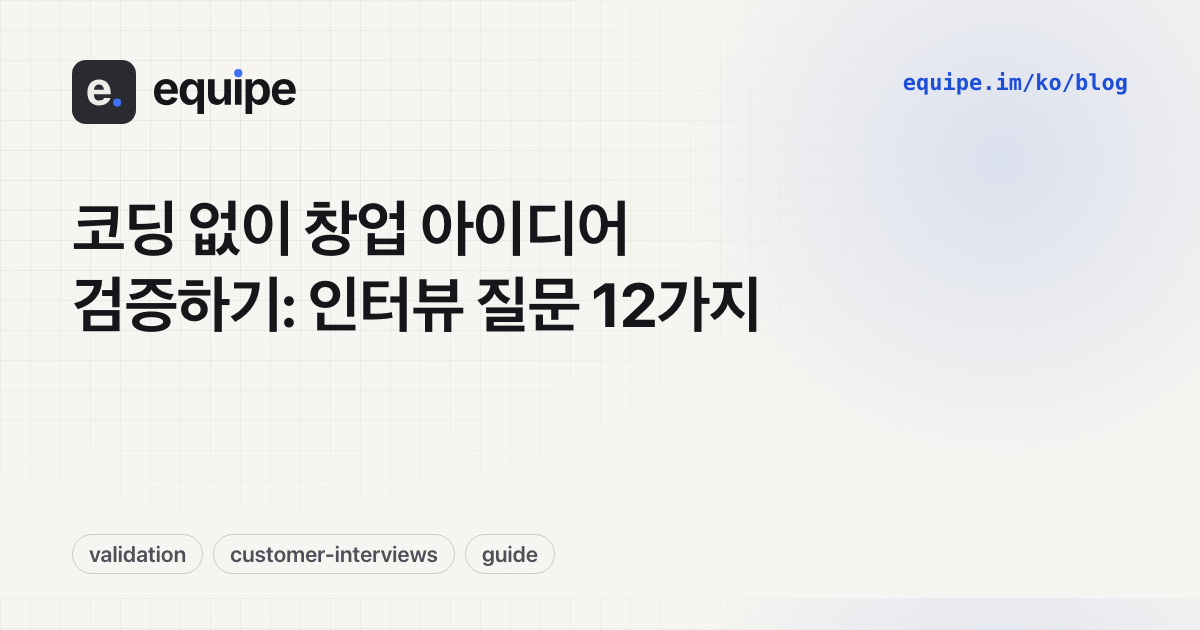 e.
equipe
equipe.im/ko/blog
코딩 없이 창업 아이디어
검증하기: 인터뷰 질문 12가지
validation
customer-interviews
guide